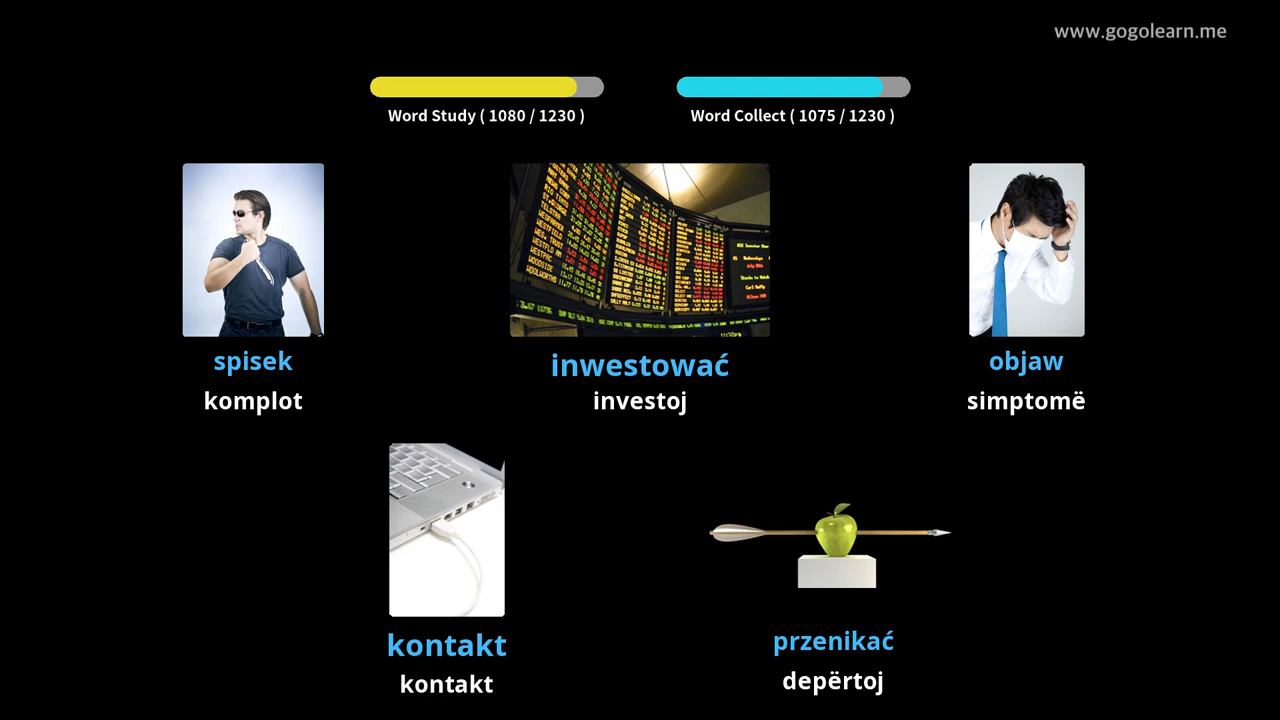 www.gogolearn.me
Word Study ( 1080 / 1230 )
Word Collect ( 1075 / 1230 )
spisek
inwestować
objaw
komplot
investoj
simptomë
kontakt
przenikać
kontakt
depërtoj